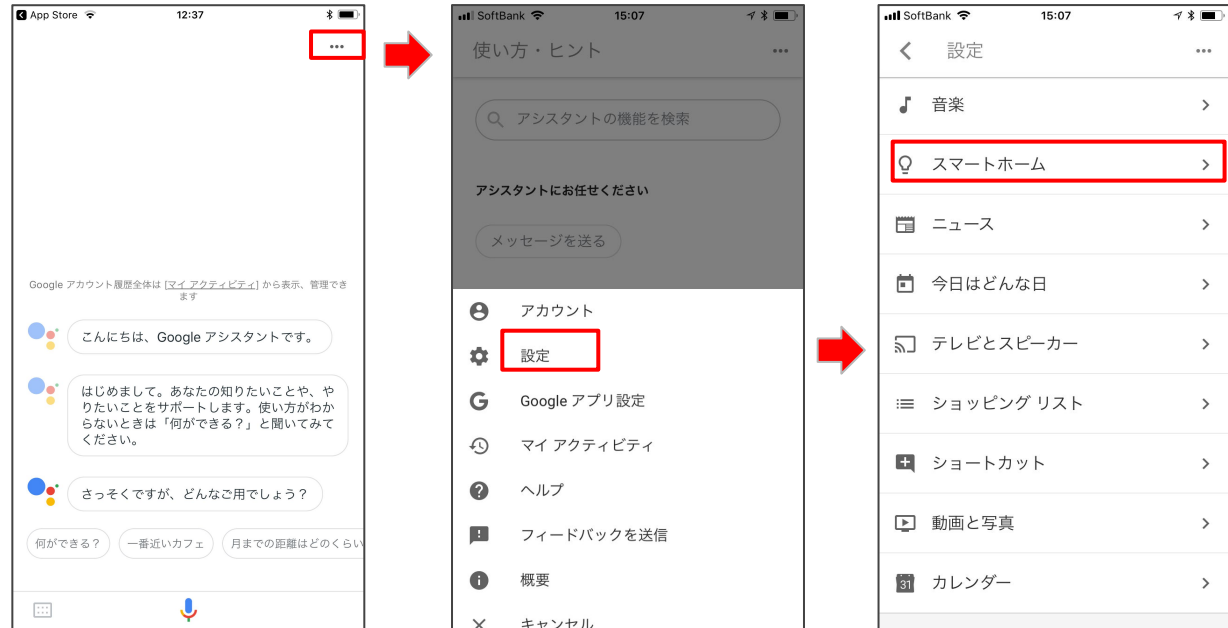 App Store
12:37
Google アカウント履歴全体は [マイ アクティビティ] から表示、管理でき
ます
こんにちは、Google アシスタントです。
はじめまして。あなたの知りたいことや、や
りたいことをサポートします。使い方がわか
らないときは「何ができる？」と聞いてみて
ください。
さっそくですが、どんなご用でしょう？
何ができる？
一番近いカフェ
月までの距離はどのくらい
SoftBank
15:07
使い方・ヒント
アシスタントの機能を検索
アシスタントにお任せください
メッセージを送る
アカウント
設定
Google アプリ設定
マイ アクティビティ
ヘルプ
フィードバックを送信
概要
キャンセル
SoftBank
15:07
設定
音楽
スマートホーム
ニュース
今日はどんな日
テレビとスピーカー
ショッピング リスト
ショートカット
動画と写真
31
カレンダー